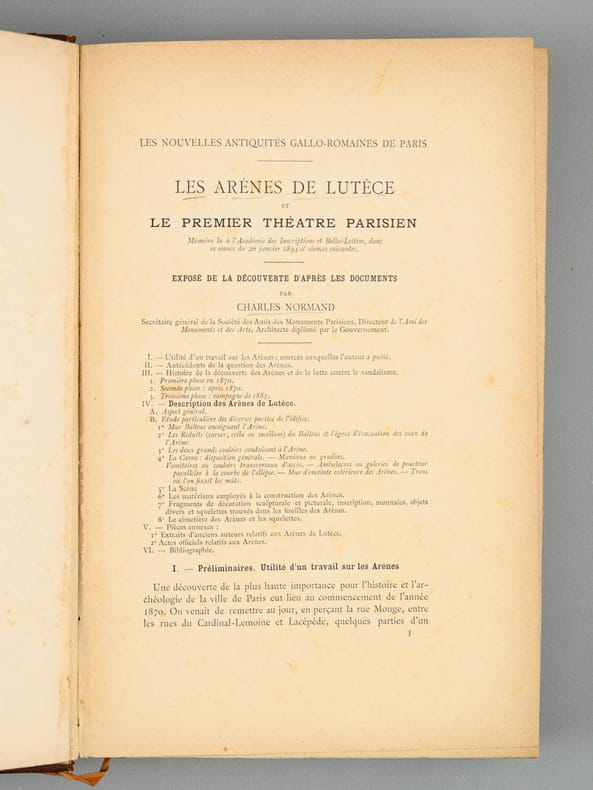 LES NOUVELLES ANTIQUITÉS GALLO-ROMAINES DE PARIS
LES ARÈNES DE LUTÈCE
ET
LE PREMIER THÉATRE PARISIEN
Mémoire lu à l'Académie des Inscriptions et Belles-Lettres, dans
sa séance du 26 janvier 1894 et séances suivantes.
EXPOSÉ DE LA DÉCOUVERTE D'APRÈS LES DOCUMENTS
PAR
CHARLES NORMAND
Secrétaire général de la Société des Amis des Monuments Parisiens, Directeur de l'Ami des
Monuments et des Arts, Architecte diplômé par le Gouvernement.
I. — Utilité d'un travail sur les Arènes; sources auxquelles l'auteur a puisé.
II. — Antécédents de la question des Arènes.
III. — Histoire de la découverte des Arènes et de la lutte contre le vandalisme.
1. Première phase en 1870.
2. Seconde phase : après 1870.
3. Troisième phase : campagne de 1883.
IV. — Description des Arènes de Lutèce.
A. Aspect général.
B. Etude particulière des diverses parties de l'édifice.
1° Mur Balteus enceignant l'Arène.
2° Les Réduits (carcer, cella ou sacellum) du Balteus et l'égout d'évacuation des eaux de
l'Arène.
3° Les deux grands couloirs conduisant à l'Arène.
4° La Cavea : disposition générale. — Mœniana ou gradins.
Vomitoires ou couloirs transversaux d'accès. — Ambulacres ou galeries de pourtour
parallèles à la courbe de l'ellipse. — Mur d'enceinte extérieure des Arènes. — Trous
où l'on fixait les mâts.
5° La Scène
6° Les matériaux employés à la construction des Arènes.
7° Fragments de décoration sculpturale et picturale, inscription, monnaies, objets
divers et squelettes trouvés dans les fouilles des Arènes.
8° Le cimetière des Arènes et les squelettes.
V. — Pièces annexes :
1° Extraits d'anciens auteurs relatifs aux Arènes de Lutèce.
2° Actes officiels relatifs aux Arènes.
VI. — Bibliographie.
I. — Préliminaires. Utilité d'un travail sur les Arènes
Une découverte de la plus haute importance pour l'histoire et l'ar-
chéologie de la ville de Paris eut lieu au commencement de l'année
1870. On venait de remettre au jour, en perçant la rue Monge, entre
les rues du Cardinal-Lemoine et Lacépède, quelques parties d'un
3